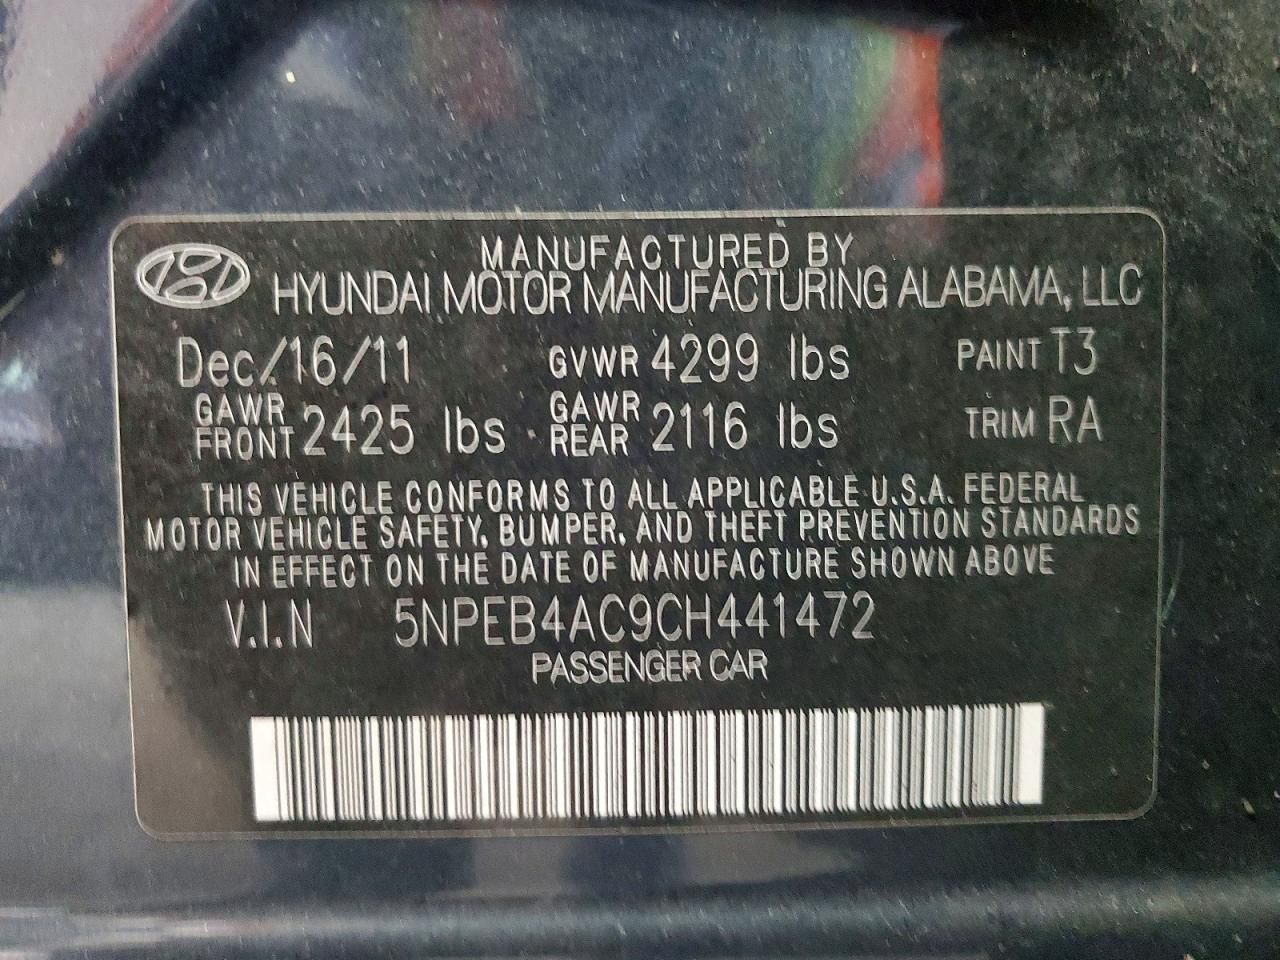 MANUFACTURED BY
HYUNDAI MOTOR MANUFACTURING ALABAMA, LLC
Dec/16/11 GVWR 4299 lbs PAINT T3
GAWR FRONT 2425 lbs GAWR REAR 2116 lbs TRIM RA
THIS VEHICLE CONFORMS TO ALL APPLICABLE U.S.A. FEDERAL
MOTOR VEHICLE SAFETY, BUMPER, AND THEFT PREVENTION STANDARDS
IN EFFECT ON THE DATE OF MANUFACTURE SHOWN ABOVE
V.I.N 5NPEB4AC9CH441472
PASSENGER CAR